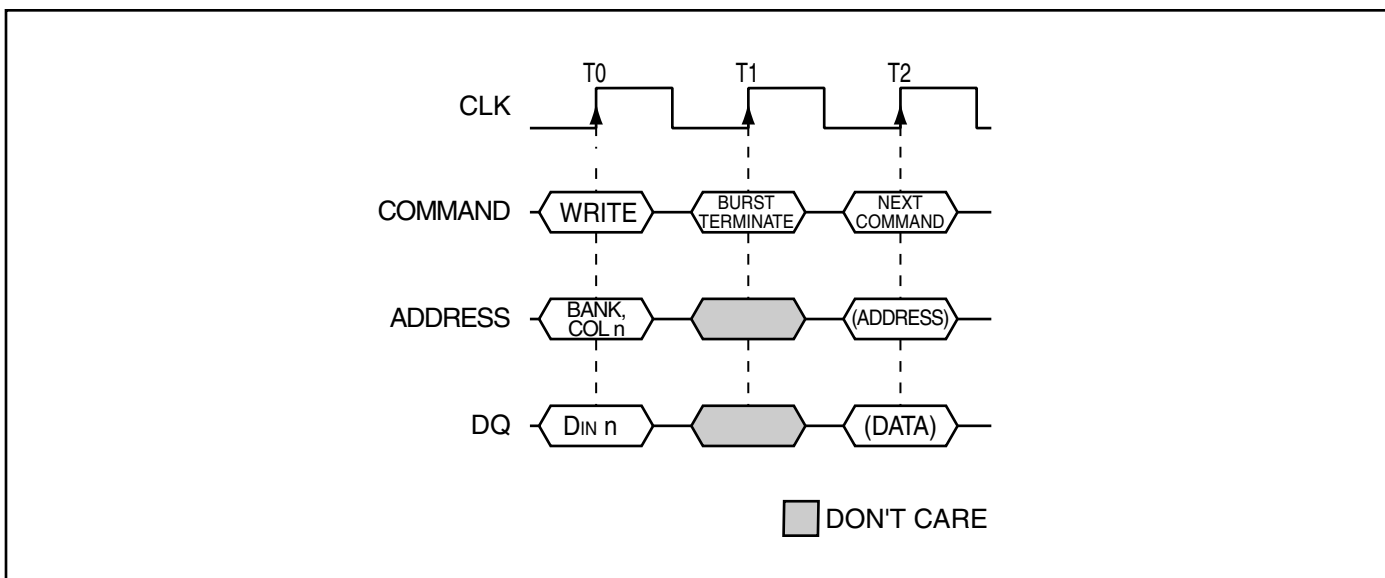 T0 T1 T2
CLK
COMMAND WRITE BURST TERMINATE NEXT COMMAND
ADDRESS BANK, COL n (ADDRESS)
DQ DIN n (DATA)
DON'T CARE